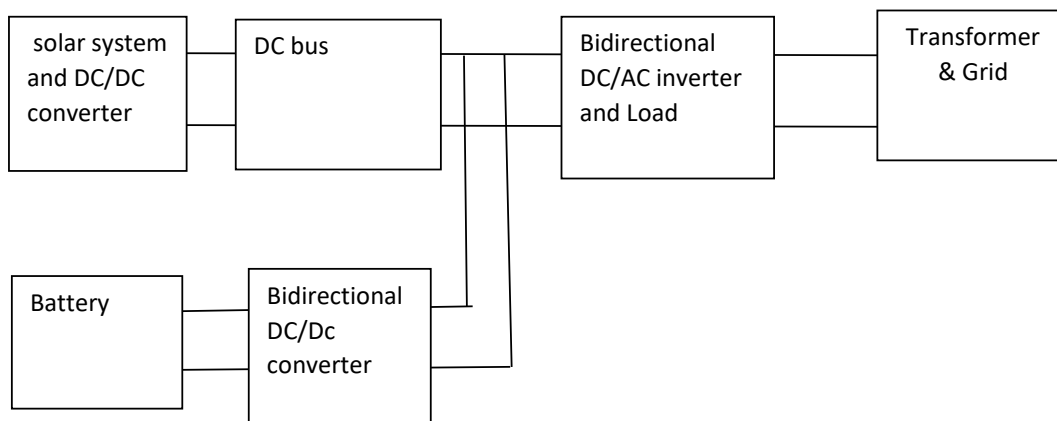 solar system
and DC/DC
converter
DC bus
Bidirectional
DC/AC inverter
and Load
Transformer
& Grid
Battery
Bidirectional
DC/Dc
converter